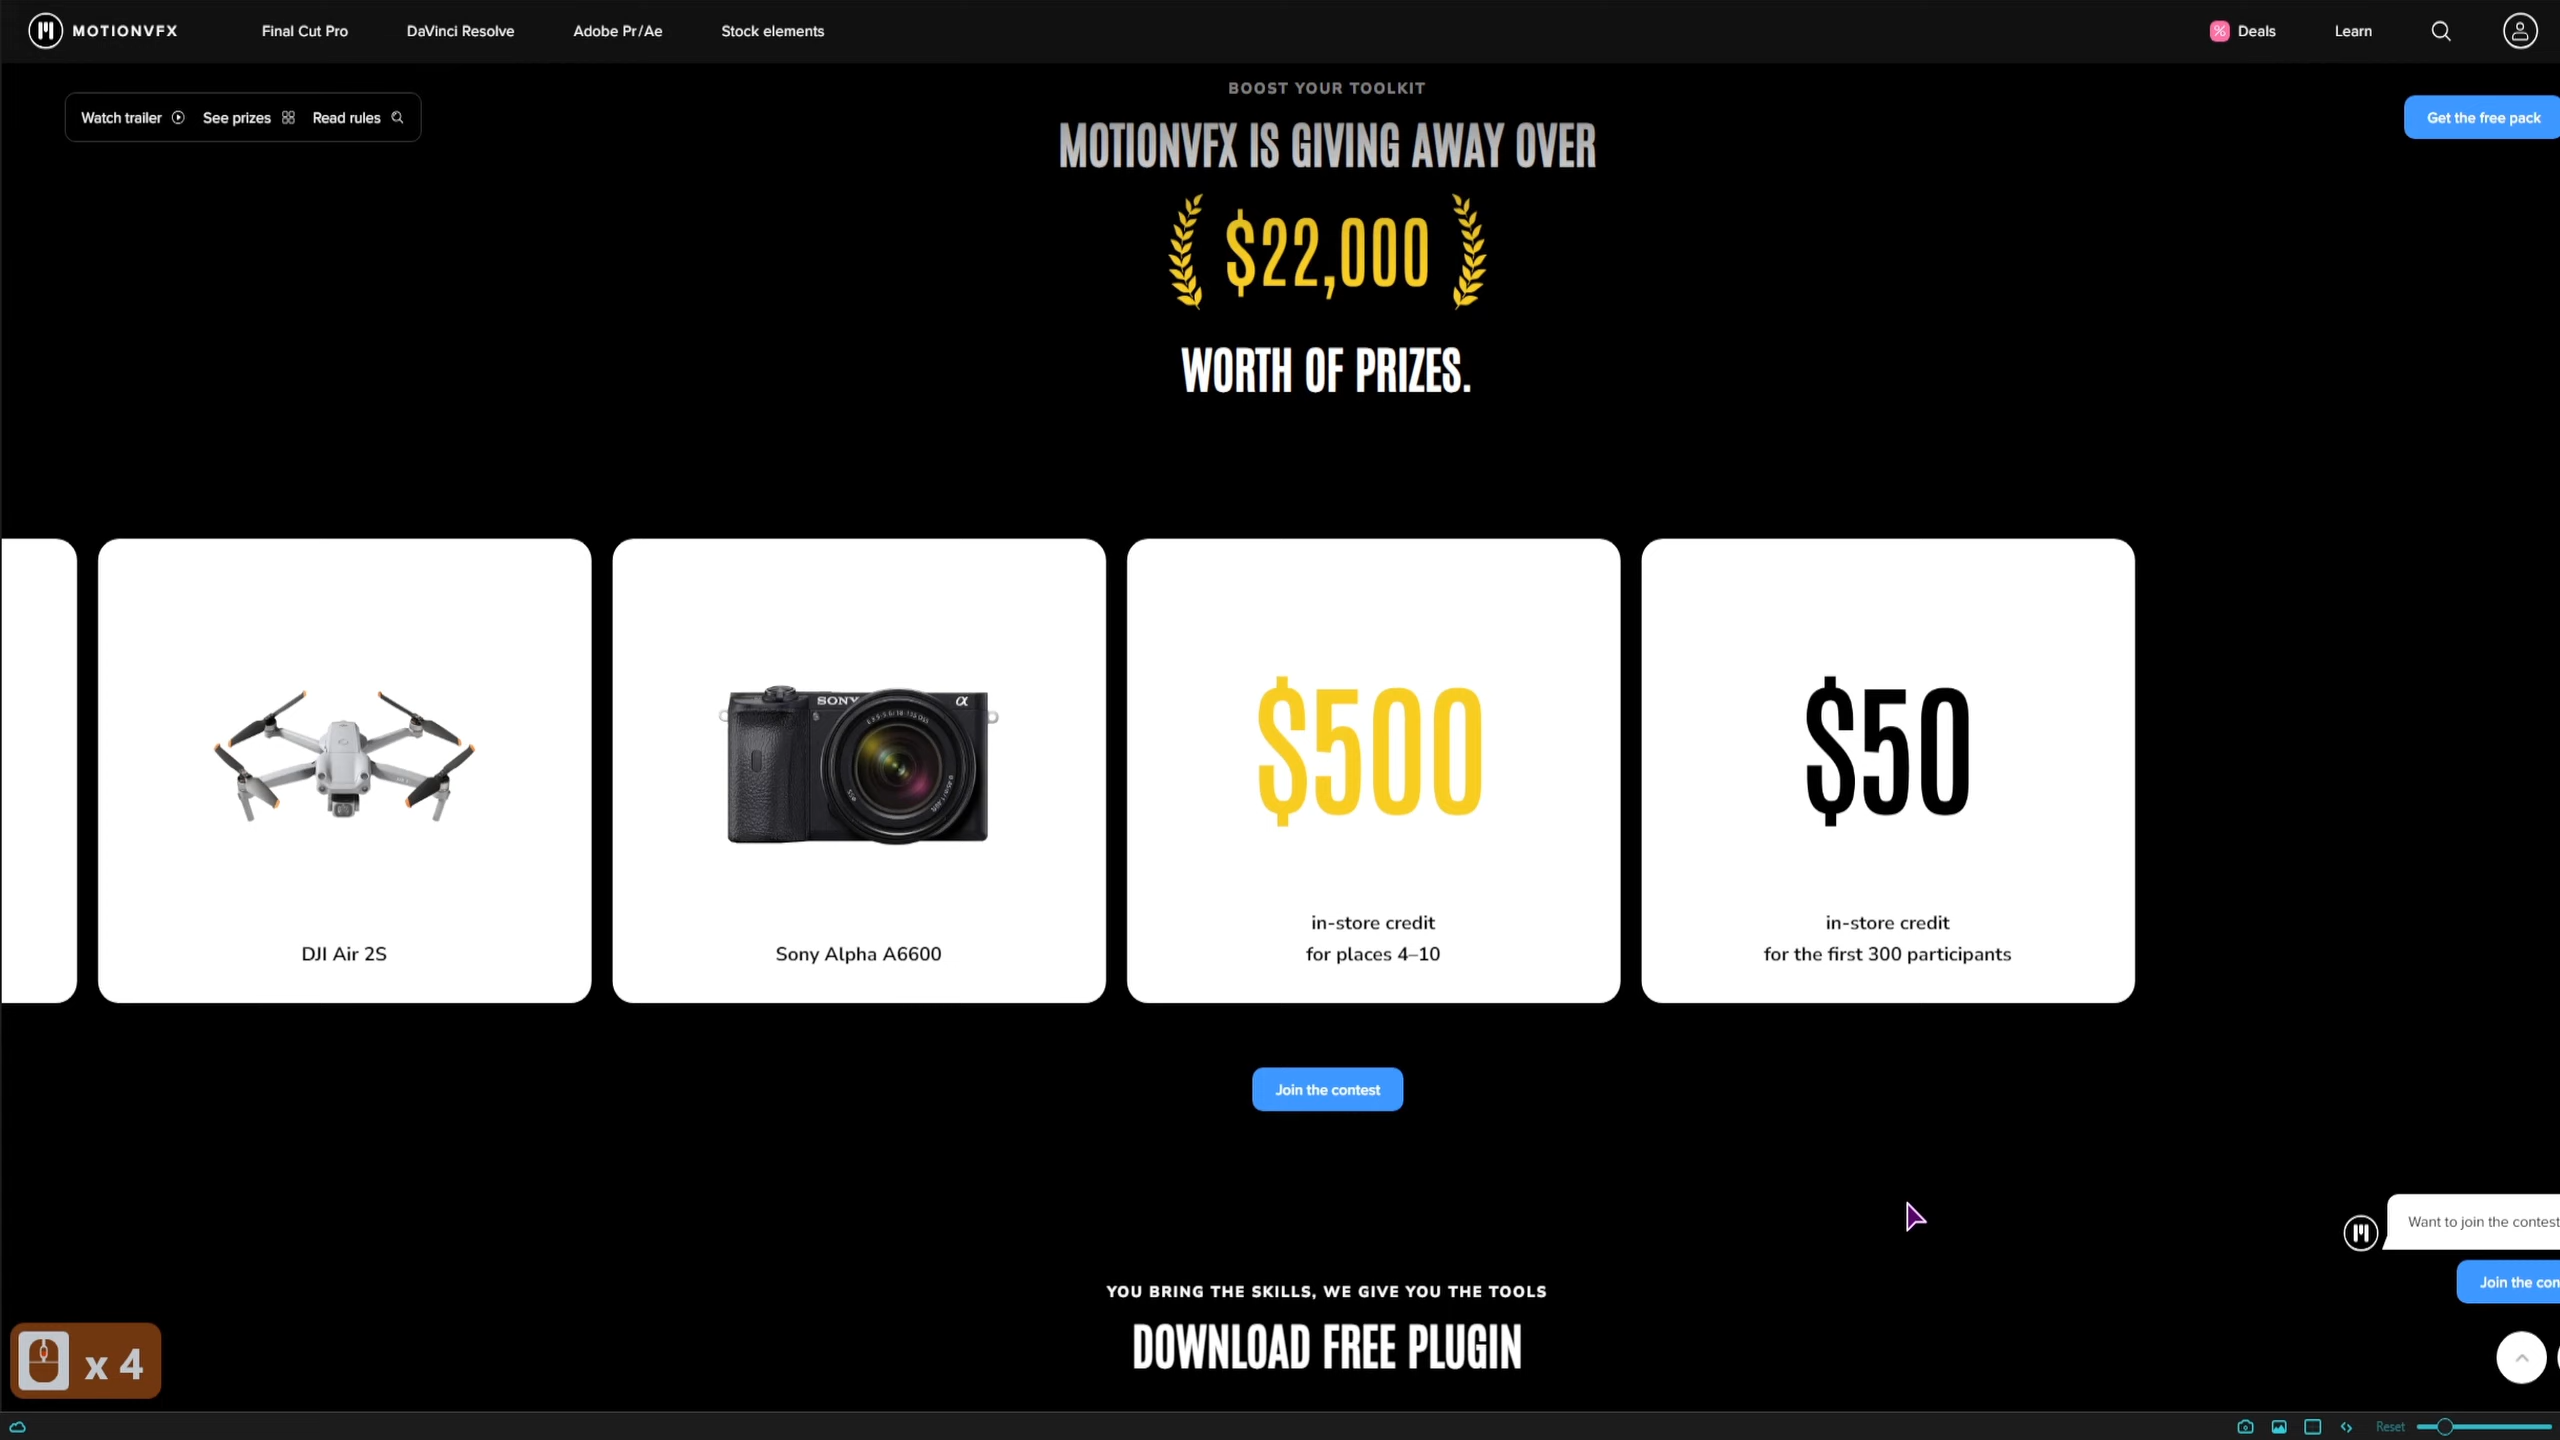 MOTIONVFX
Final Cut Pro
DaVinci Resolve
Adobe Pr/Ae
Stock elements
% Deals
Learn
Watch trailer
See prizes
Read rules
Get the free pack
BOOST YOUR TOOLKIT
MOTIONVFX IS GIVING AWAY OVER
$22,000
WORTH OF PRIZES.
DJI Air 2S
SONY α
Sony Alpha A6600
$500
in-store credit
for places 4–10
$50
in-store credit
for the first 300 participants
Join the contest
Want to join the contest
Join the con
YOU BRING THE SKILLS, WE GIVE YOU THE TOOLS
DOWNLOAD FREE PLUGIN
x 4
Reset